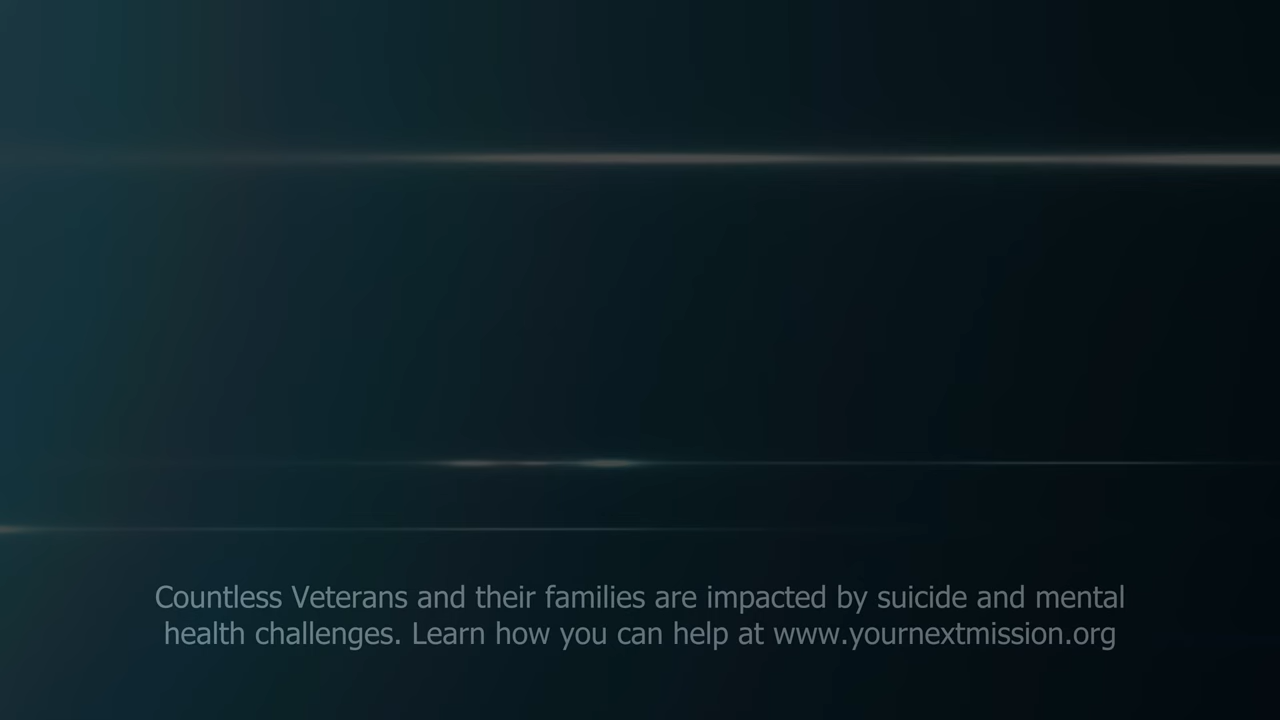 Countless Veterans and their families are impacted by suicide and mental
health challenges. Learn how you can help at www.yournextmission.org